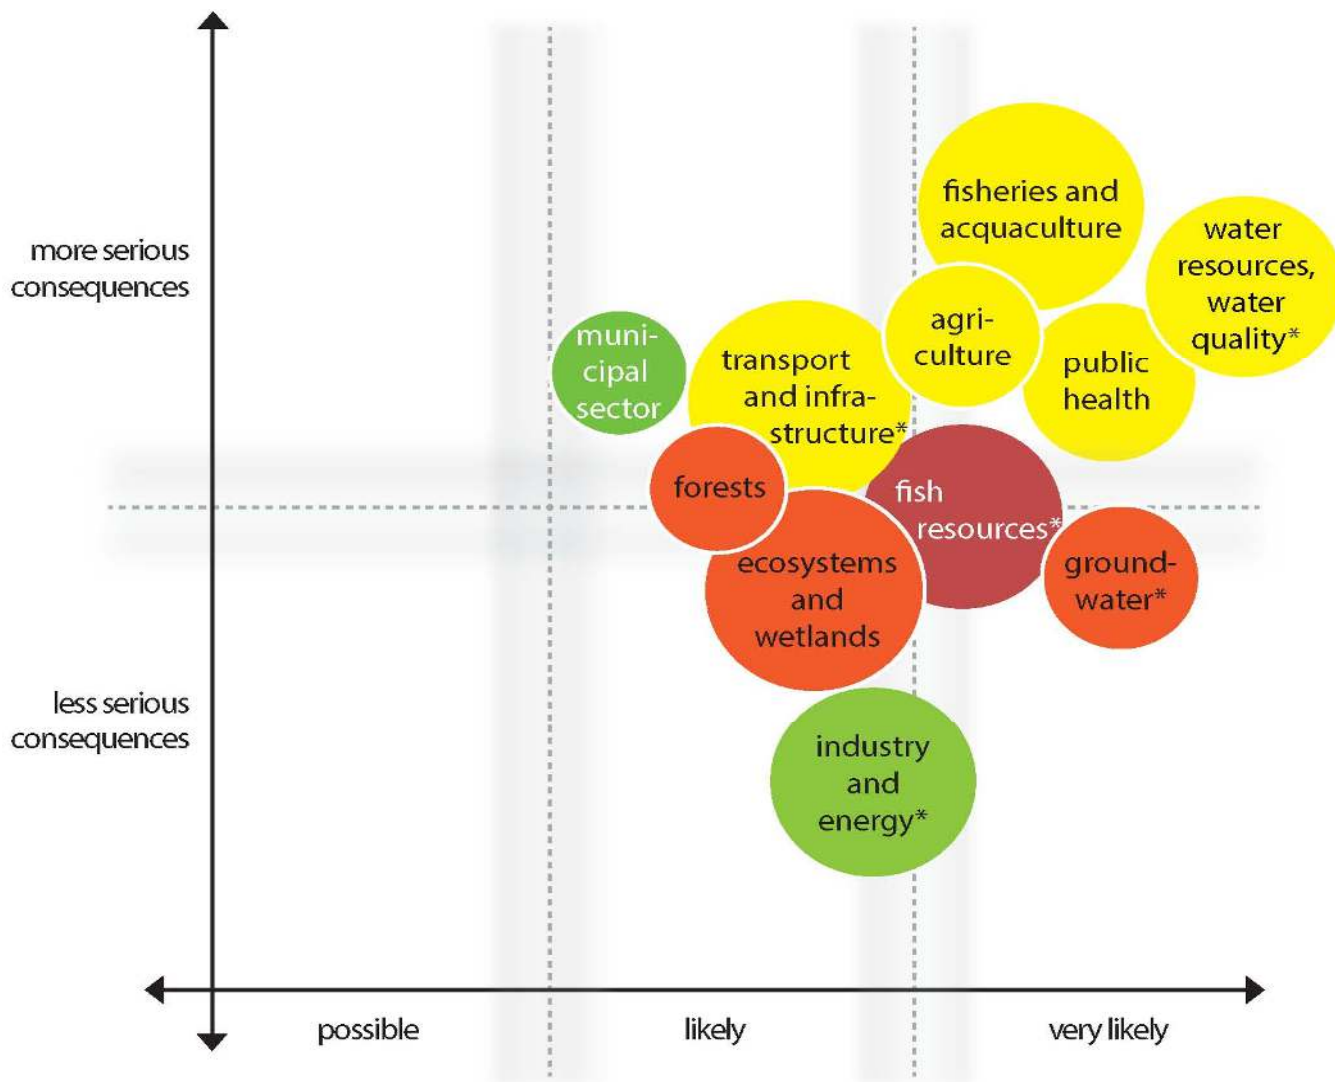 more serious
consequences
less serious
consequences
fisheries and
acquaculture
water
resources,
water
quality*
agri-
culture
public
health
muni-
cipal
sector
transport
and infra-
structure*
forests
fish
resources*
ground-
water*
ecosystems
and
wetlands
industry
and
energy*
possible
likely
very likely